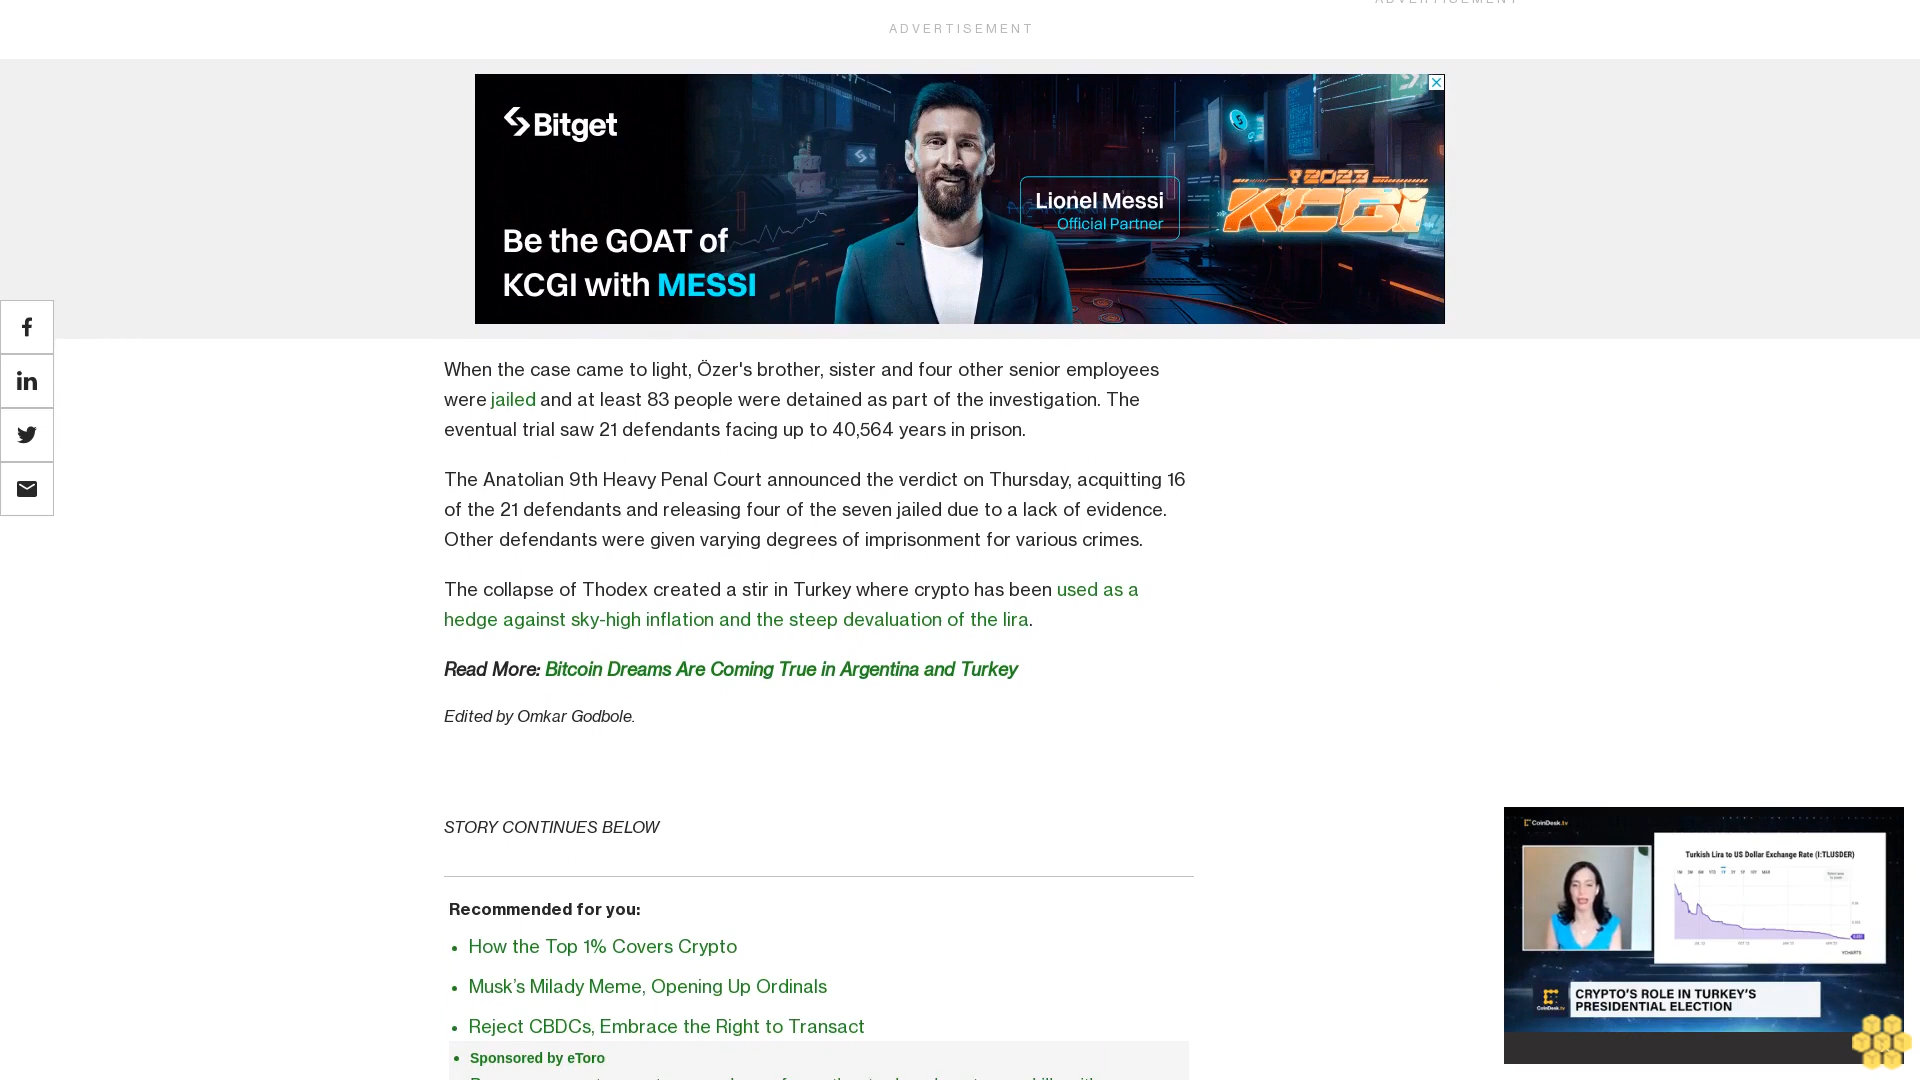 ADVERTISEMENT
ADVERTISEMENT
Bitget
Be the GOAT of
KCGI with MESSI
Lionel Messi
Official Partner
2023
KCGI
When the case came to light, Özer's brother, sister and four other senior employees
were jailed and at least 83 people were detained as part of the investigation. The
eventual trial saw 21 defendants facing up to 40,564 years in prison.
The Anatolian 9th Heavy Penal Court announced the verdict on Thursday, acquitting 16
of the 21 defendants and releasing four of the seven jailed due to a lack of evidence.
Other defendants were given varying degrees of imprisonment for various crimes.
The collapse of Thodex created a stir in Turkey where crypto has been used as a
hedge against sky-high inflation and the steep devaluation of the lira.
Read More: Bitcoin Dreams Are Coming True in Argentina and Turkey
Edited by Omkar Godbole.
STORY CONTINUES BELOW
Recommended for you:
• How the Top 1% Covers Crypto
• Musk’s Milady Meme, Opening Up Ordinals
• Reject CBDCs, Embrace the Right to Transact
• Sponsored by eToro
CoinDesk.tv
Turkish Lira to US Dollar Exchange Rate (I:TLUSDER)
YCHARTS
CoinDesk.tv
CRYPTO'S ROLE IN TURKEY'S
PRESIDENTIAL ELECTION